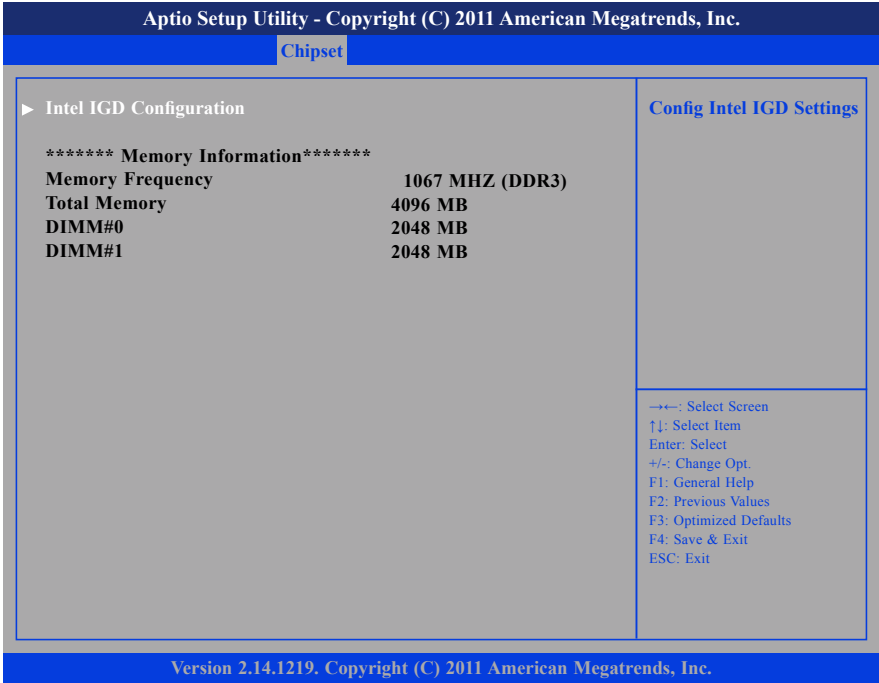 Aptio Setup Utility - Copyright (C) 2011 American Megatrends, Inc.
Chipset
► Intel IGD Configuration
******* Memory Information*******
Memory Frequency 1067 MHZ (DDR3)
Total Memory 4096 MB
DIMM#0 2048 MB
DIMM#1 2048 MB
Config Intel IGD Settings
→←: Select Screen
↑↓: Select Item
Enter: Select
+/-: Change Opt.
F1: General Help
F2: Previous Values
F3: Optimized Defaults
F4: Save & Exit
ESC: Exit
Version 2.14.1219. Copyright (C) 2011 American Megatrends, Inc.